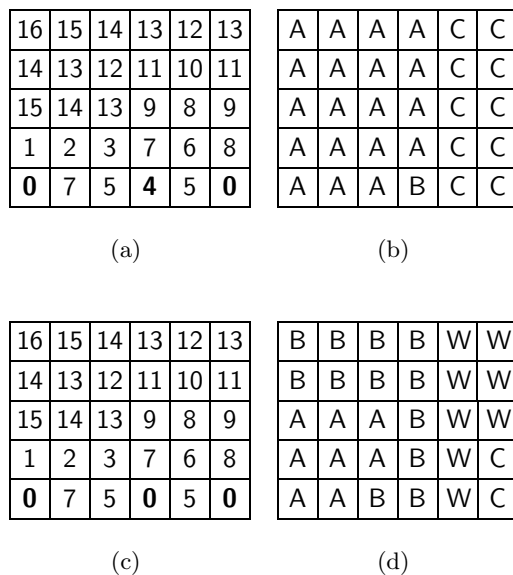 16 15 14 13 12 13
14 13 12 11 10 11
15 14 13 9 8 9
1 2 3 7 6 8
0 7 5 4 5 0
(a)
A A A A C C
A A A A C C
A A A A C C
A A A A C C
A A A B C C
(b)
16 15 14 13 12 13
14 13 12 11 10 11
15 14 13 9 8 9
1 2 3 7 6 8
0 7 5 0 5 0
(c)
B B B B W W
B B B B W W
A A A B W W
A A A B W C
A A B B W C
(d)